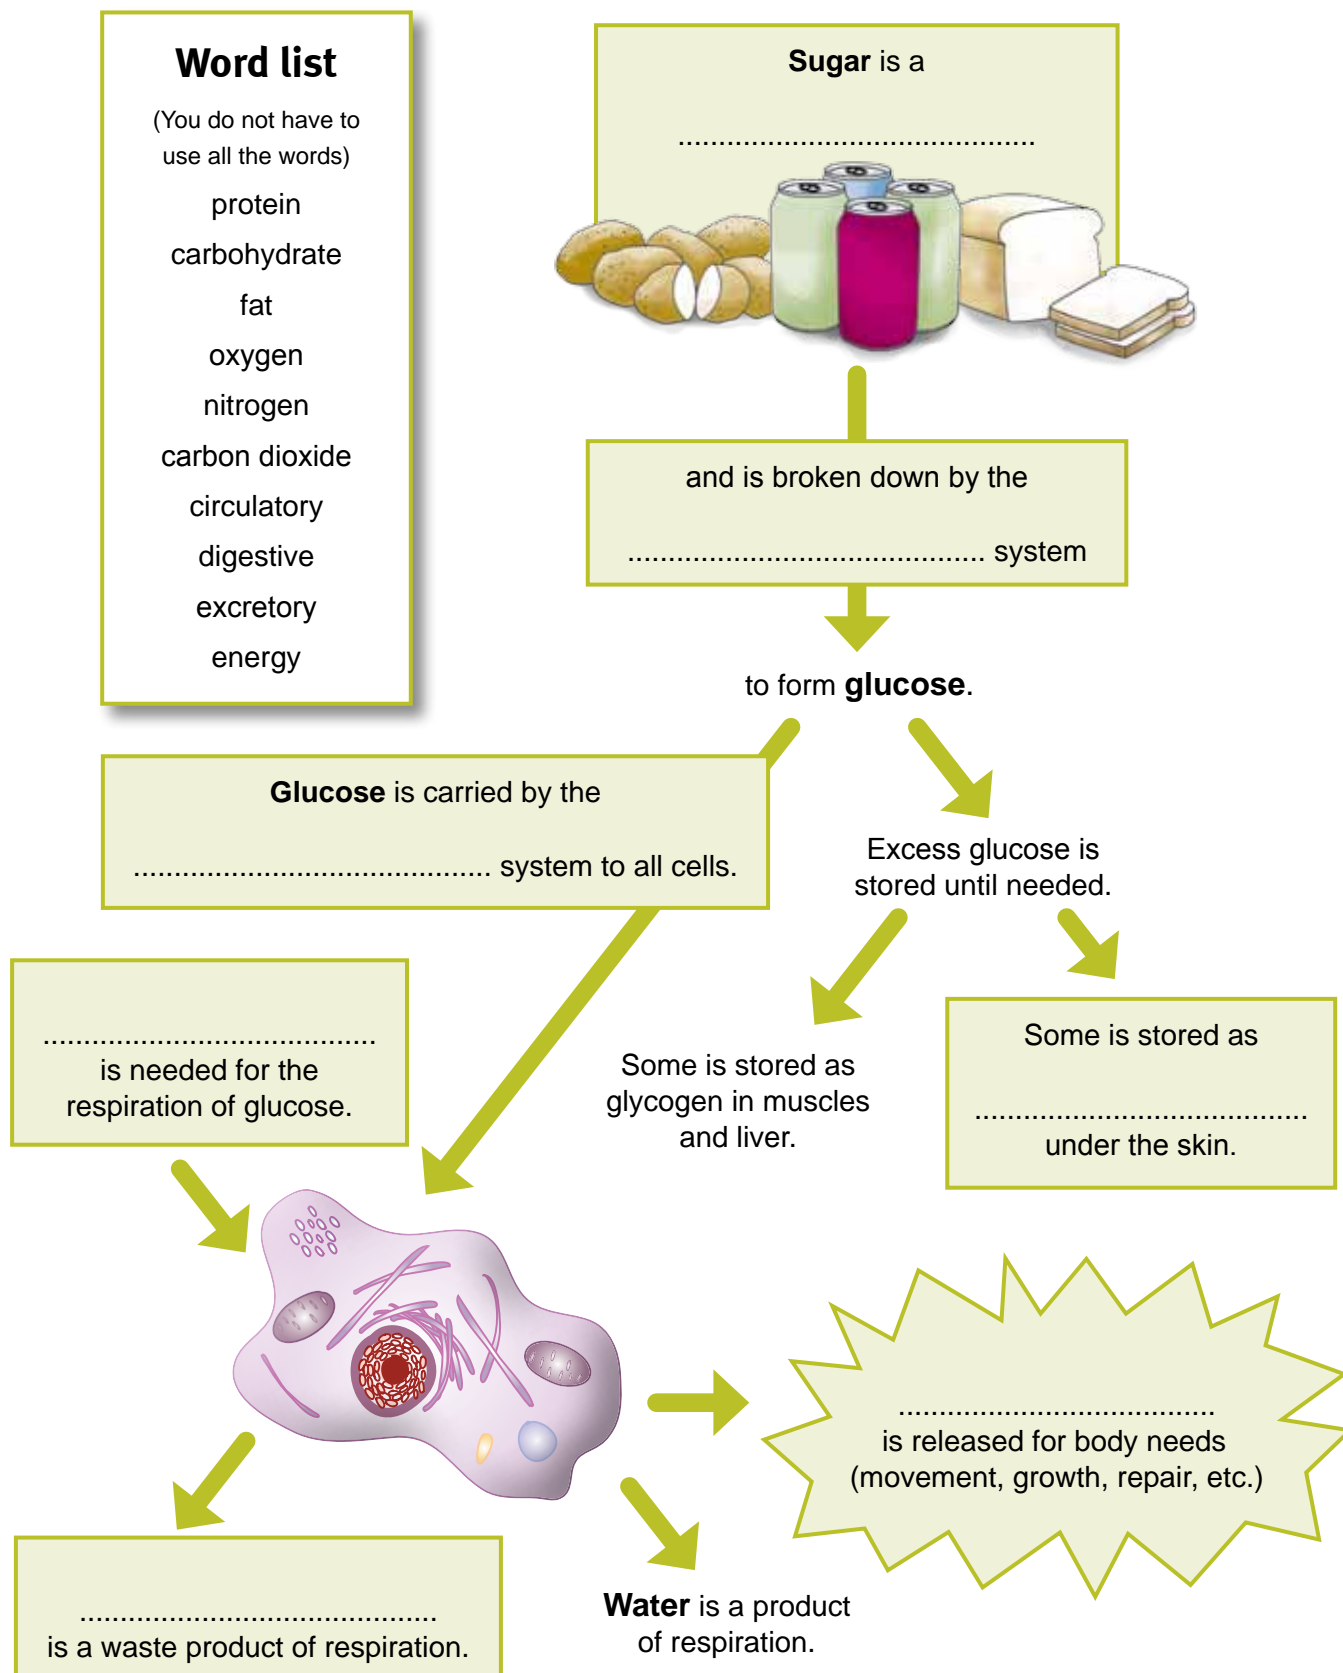 Word list
(You do not have to
use all the words)
protein
carbohydrate
fat
oxygen
nitrogen
carbon dioxide
circulatory
digestive
excretory
energy
Sugar is a
............................................
and is broken down by the
......................................... system
to form glucose.
Glucose is carried by the
............................................ system to all cells.
Excess glucose is
stored until needed.
.........................................
is needed for the
respiration of glucose.
Some is stored as
glycogen in muscles
and liver.
Some is stored as
.........................................
under the skin.
.......................................
is released for body needs
(movement, growth, repair, etc.)
............................................
is a waste product of respiration.
Water is a product
of respiration.